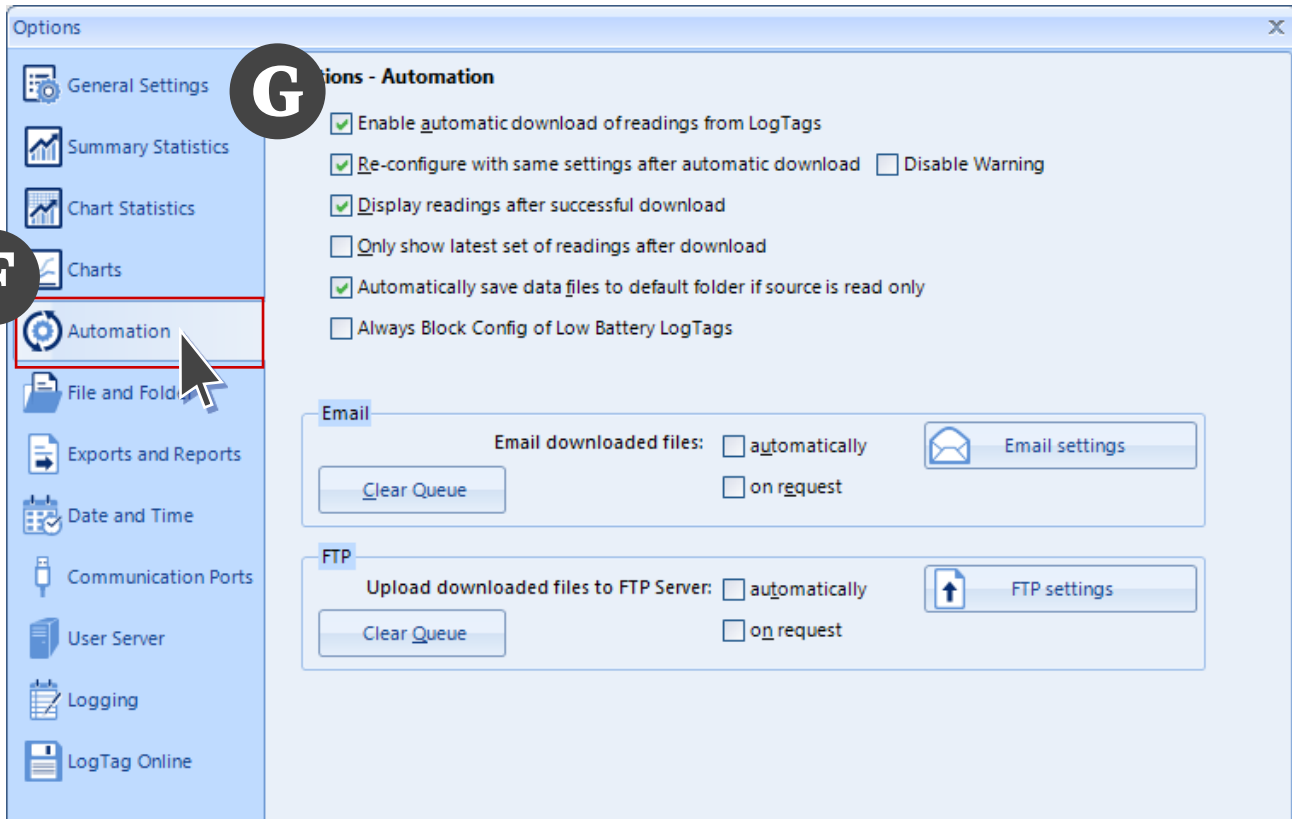 Options
General Settings
Summary Statistics
Chart Statistics
F
Charts
Automation
File and Folder
Exports and Reports
Date and Time
Communication Ports
User Server
Logging
LogTag Online
G
tions - Automation
Enable automatic download of readings from LogTags
Re-configure with same settings after automatic download Disable Warning
Display readings after successful download
Only show latest set of readings after download
Automatically save data files to default folder if source is read only
Always Block Config of Low Battery LogTags
Email
Email downloaded files: automatically Email settings
Clear Queue on request
FTP
Upload downloaded files to FTP Server: automatically FTP settings
Clear Queue on request